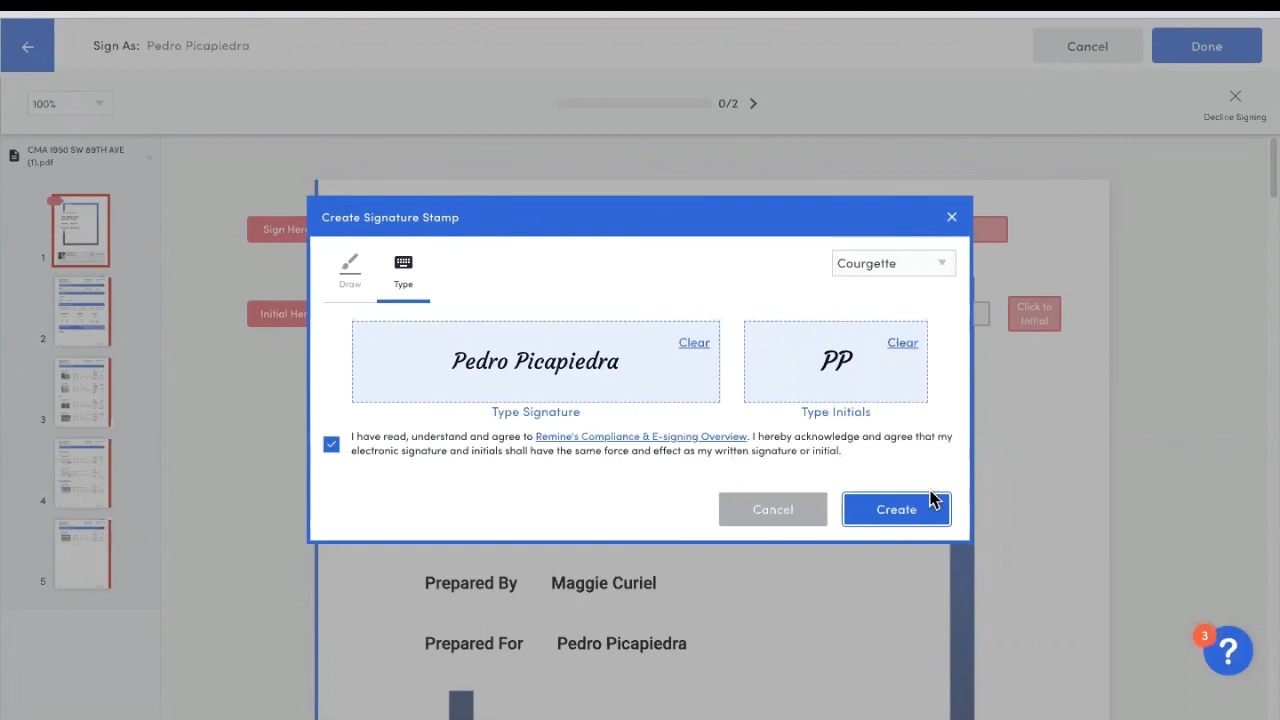 Sign As: Pedro Picapiedra
Cancel
Done
100%
0/2
Decline Signing
CMA 1950 SW 69TH AVE
(1).pdf
1
2
3
4
5
Sign Here
Initial Here
Click to
Initial
Create Signature Stamp
Draw
Type
Courgette
Pedro Picapiedra
Clear
PP
Clear
Type Signature
Type Initials
I have read, understand and agree to Remine's Compliance & E-signing Overview. I hereby acknowledge and agree that my
electronic signature and initials shall have the same force and effect as my written signature or initial.
Cancel
Create
Prepared By Maggie Curiel
Prepared For Pedro Picapiedra
3
?